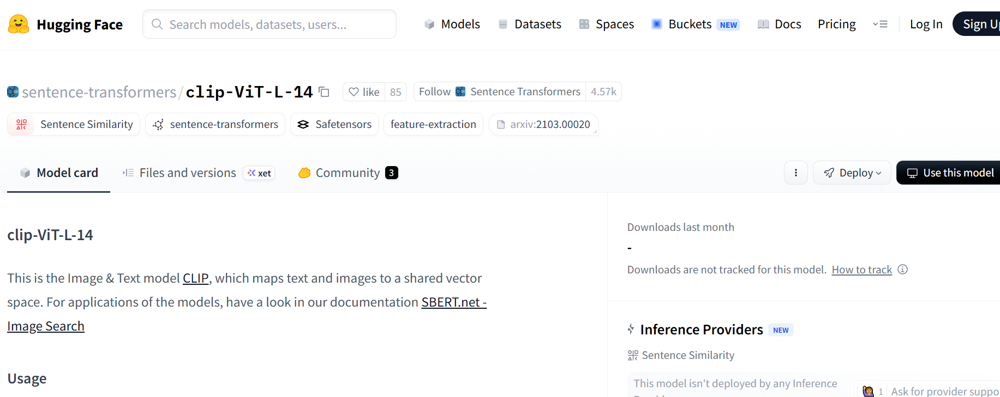 Hugging Face
Search models, datasets, users...
Models
Datasets
Spaces
Buckets NEW
Docs
Pricing
Log In
Sign Up
sentence-transformers/clip-ViT-L-14
like 85
Follow Sentence Transformers 4.57k
Sentence Similarity
sentence-transformers
Safetensors
feature-extraction
arxiv:2103.00020
Model card
Files and versions xet
Community 3
Deploy
Use this model
clip-ViT-L-14
This is the Image & Text model CLIP, which maps text and images to a shared vector
space. For applications of the models, have a look in our documentation SBERT.net -
Image Search
Usage
Downloads last month
-
Downloads are not tracked for this model. How to track
Inference Providers NEW
Sentence Similarity
This model isn't deployed by any Inference
1 Ask for provider suppo